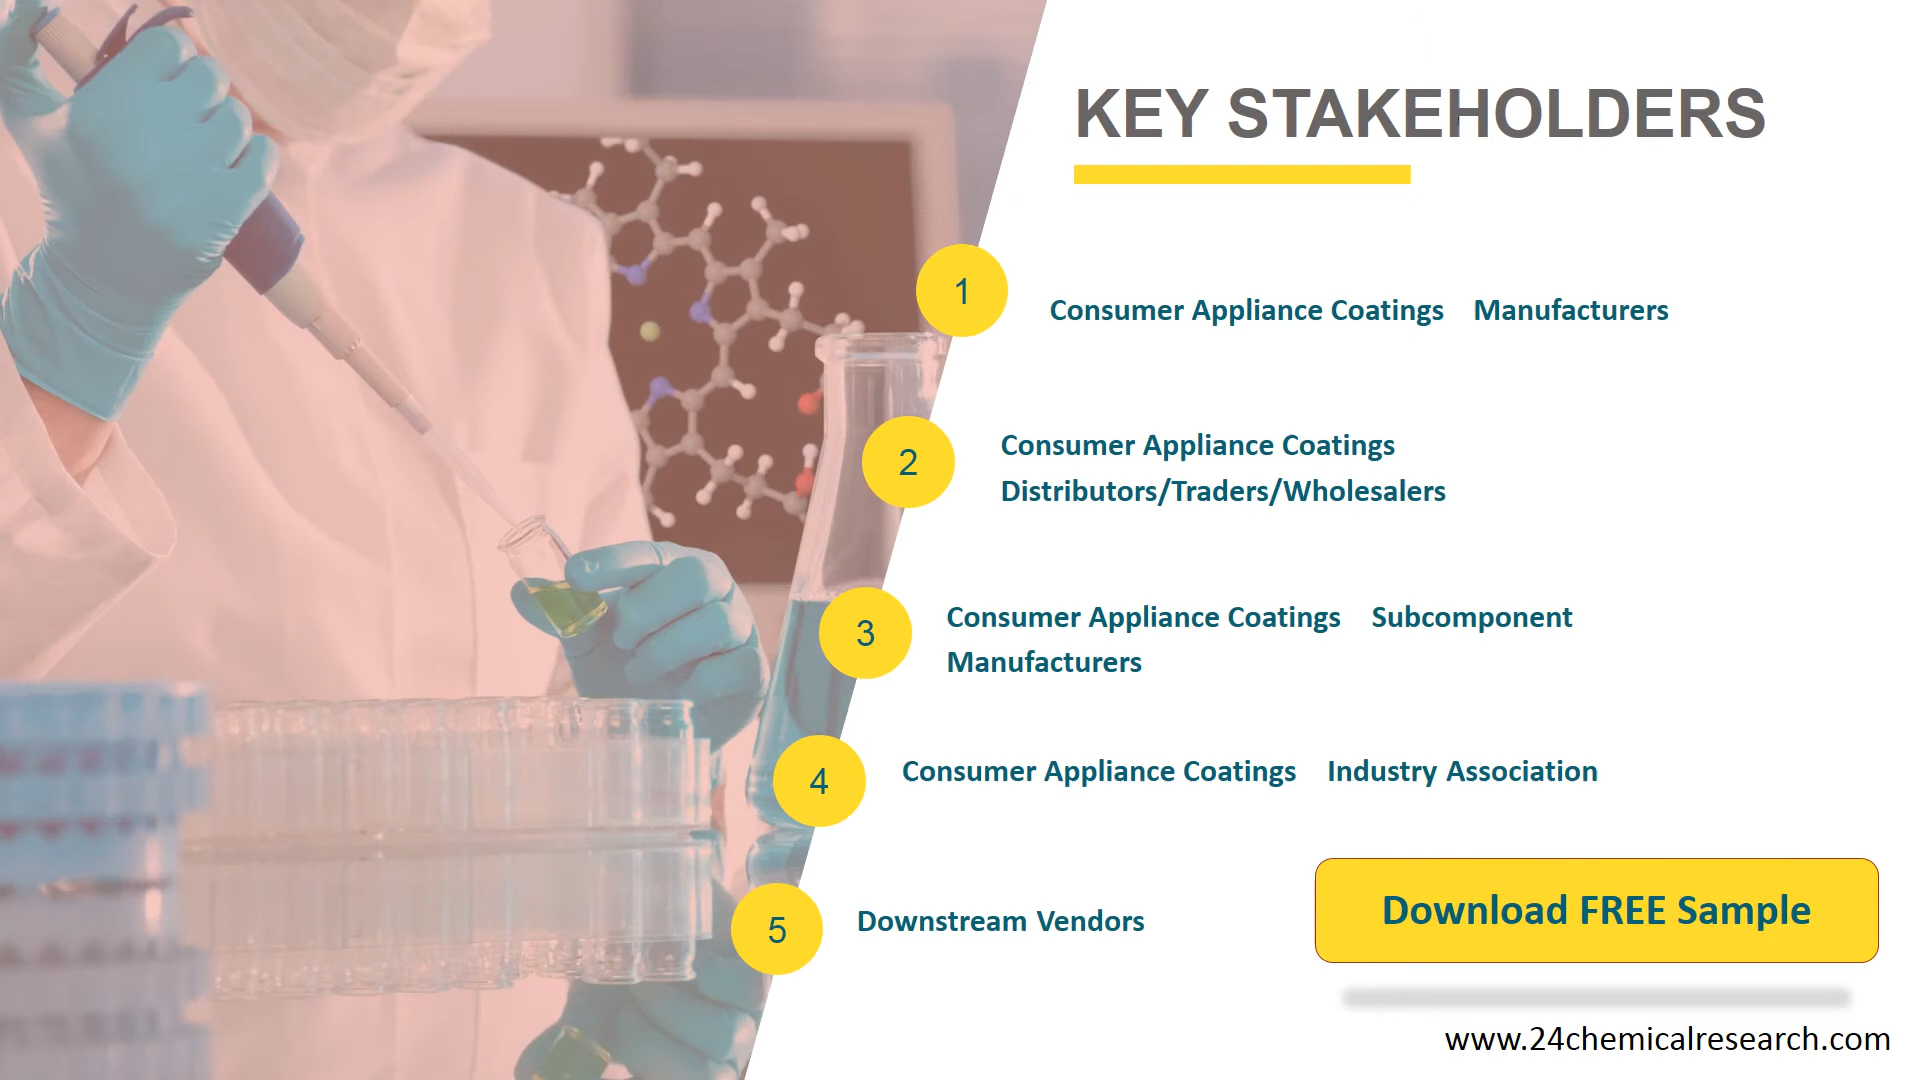 KEY STAKEHOLDERS
1
Consumer Appliance Coatings Manufacturers
2
Consumer Appliance Coatings
Distributors/Traders/Wholesalers
3
Consumer Appliance Coatings Subcomponent
Manufacturers
4
Consumer Appliance Coatings Industry Association
5
Downstream Vendors
Download FREE Sample
www.24chemicalresearch.com